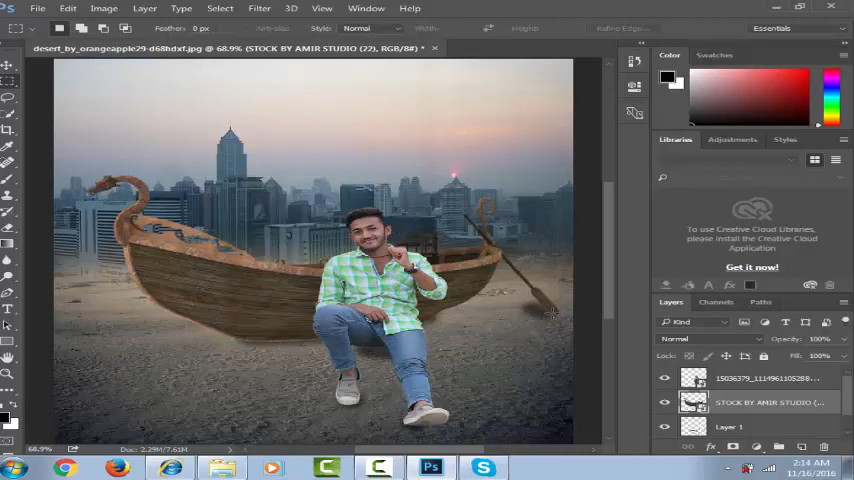 File Edit Image Layer Type Select Filter 3D View Window Help
Feather: 0 px Anti-alias Style: Normal Width: Refine Edge... Essentials
desert_by_orangeapple29-d68hdxf.jpg @ 68.9% (STOCK BY AMIR STUDIO (22), RGB/8#) * ×
Color Swatches
Libraries Adjustments Styles
To use Creative Cloud Libraries,
please install the Creative Cloud
Application
Get it now!
Layers Channels Paths
Kind
Normal Opacity: 100%
Lock: Fill: 100%
15036379_1114961105288...
STOCK BY AMIR STUDIO (...
Layer 1
68.9% Doc: 2.29M/7.61M
Ps
2:14 AM
11/16/2016